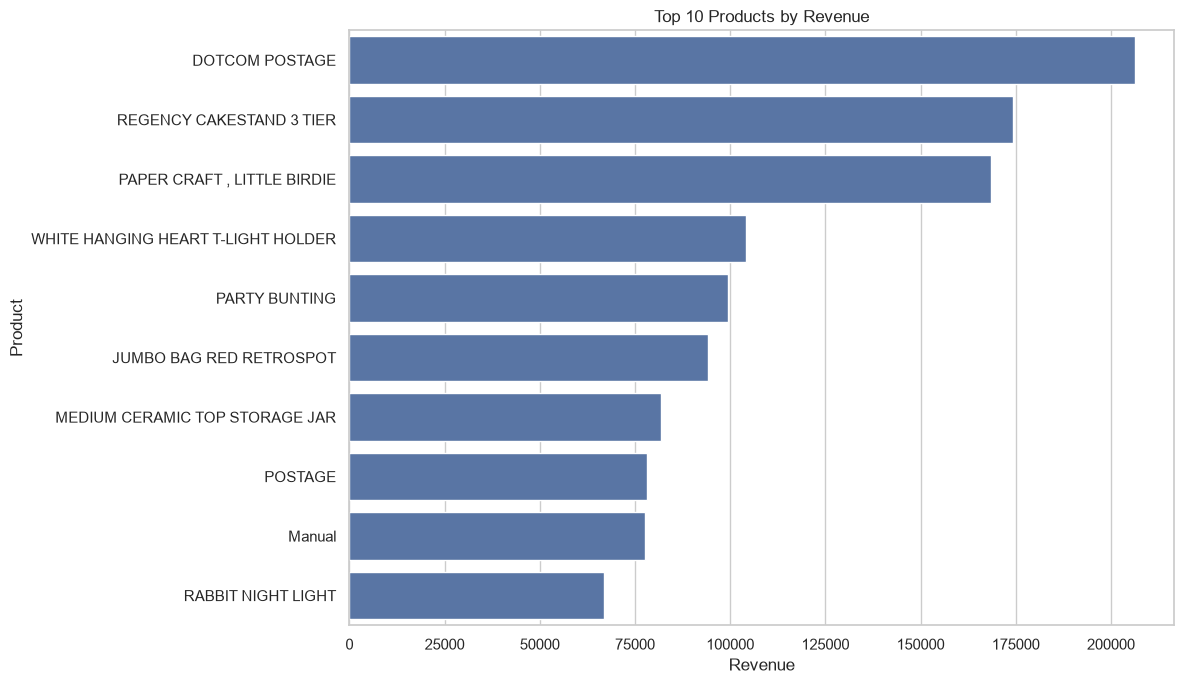 Top 10 Products by Revenue
Product
DOTCOM POSTAGE
REGENCY CAKESTAND 3 TIER
PAPER CRAFT , LITTLE BIRDIE
WHITE HANGING HEART T-LIGHT HOLDER
PARTY BUNTING
JUMBO BAG RED RETROSPOT
MEDIUM CERAMIC TOP STORAGE JAR
POSTAGE
Manual
RABBIT NIGHT LIGHT
0 25000 50000 75000 100000 125000 150000 175000 200000
Revenue